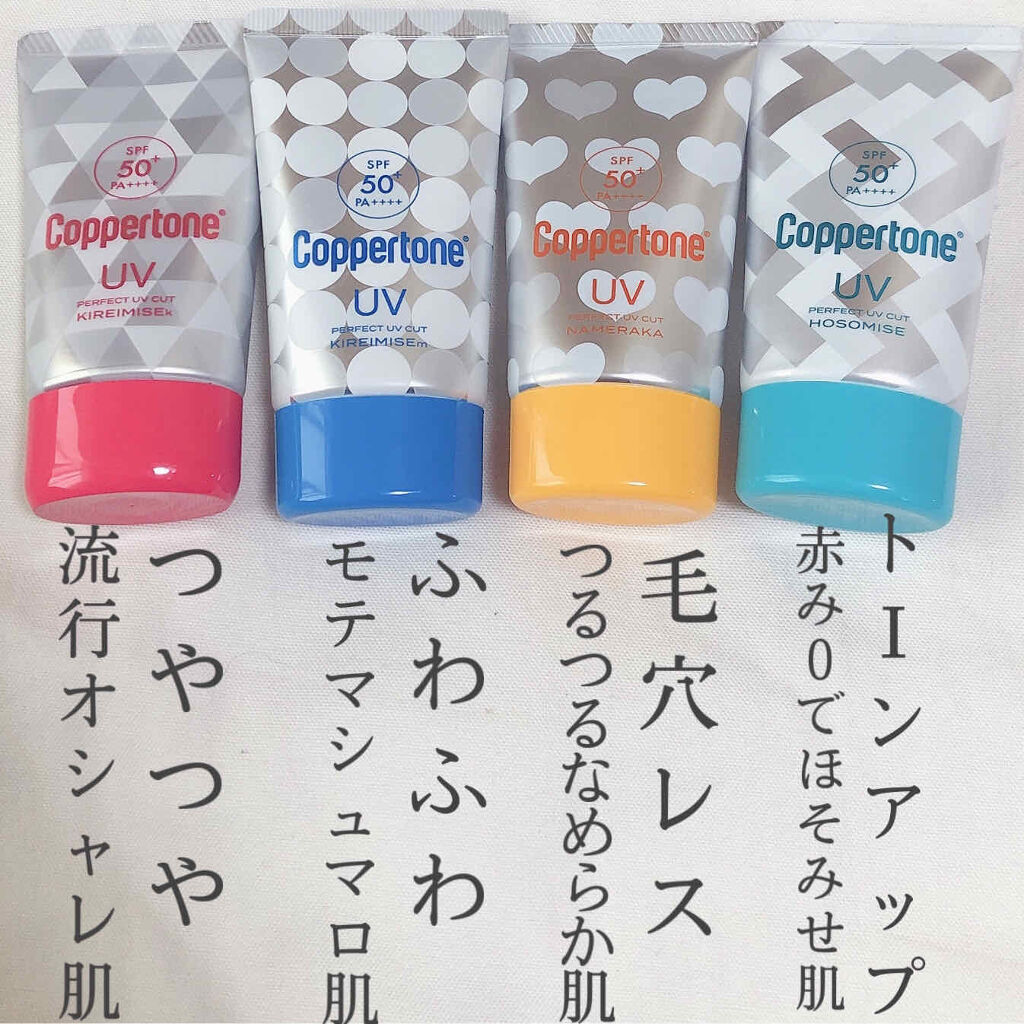 SPF
50+
PA++++
Coppertone®
UV
PERFECT UV CUT
KIREIMISEk
SPF
50+
PA++++
Coppertone®
UV
PERFECT UV CUT
KIREIMISEm
SPF
50+
PA++++
Coppertone®
UV
PERFECT UV CUT
NAMERAKA
SPF
50+
PA++++
Coppertone®
UV
PERFECT UV CUT
HOSOMISE
トIンアップ
赤み0でほそみせ肌
毛穴レス
つるつるなめらか肌
ふわふわ
モテマシュマロ肌
つやつや
流行オシャレ肌